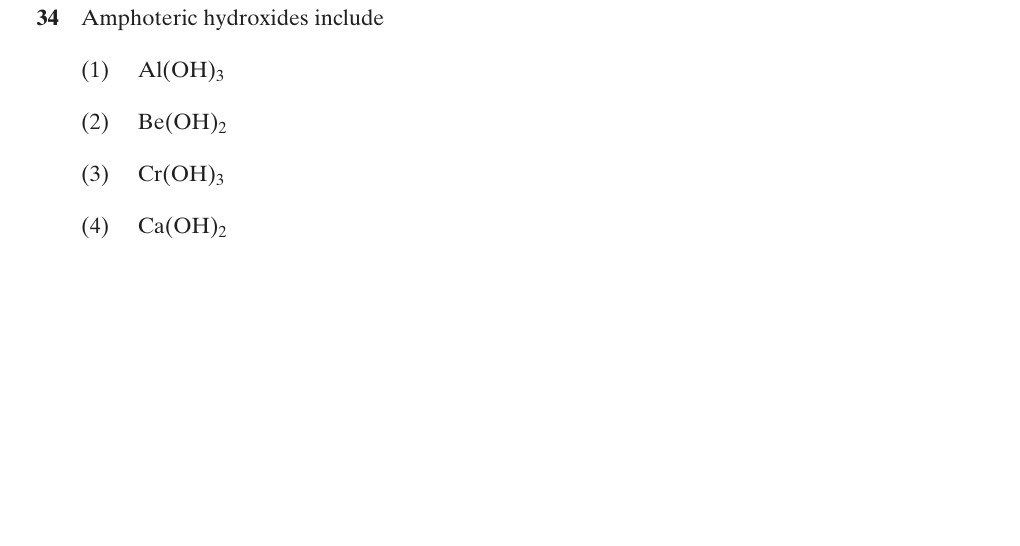 34 Amphoteric hydroxides include
(1) Al(OH)₃
(2) Be(OH)₂
(3) Cr(OH)₃
(4) Ca(OH)₂